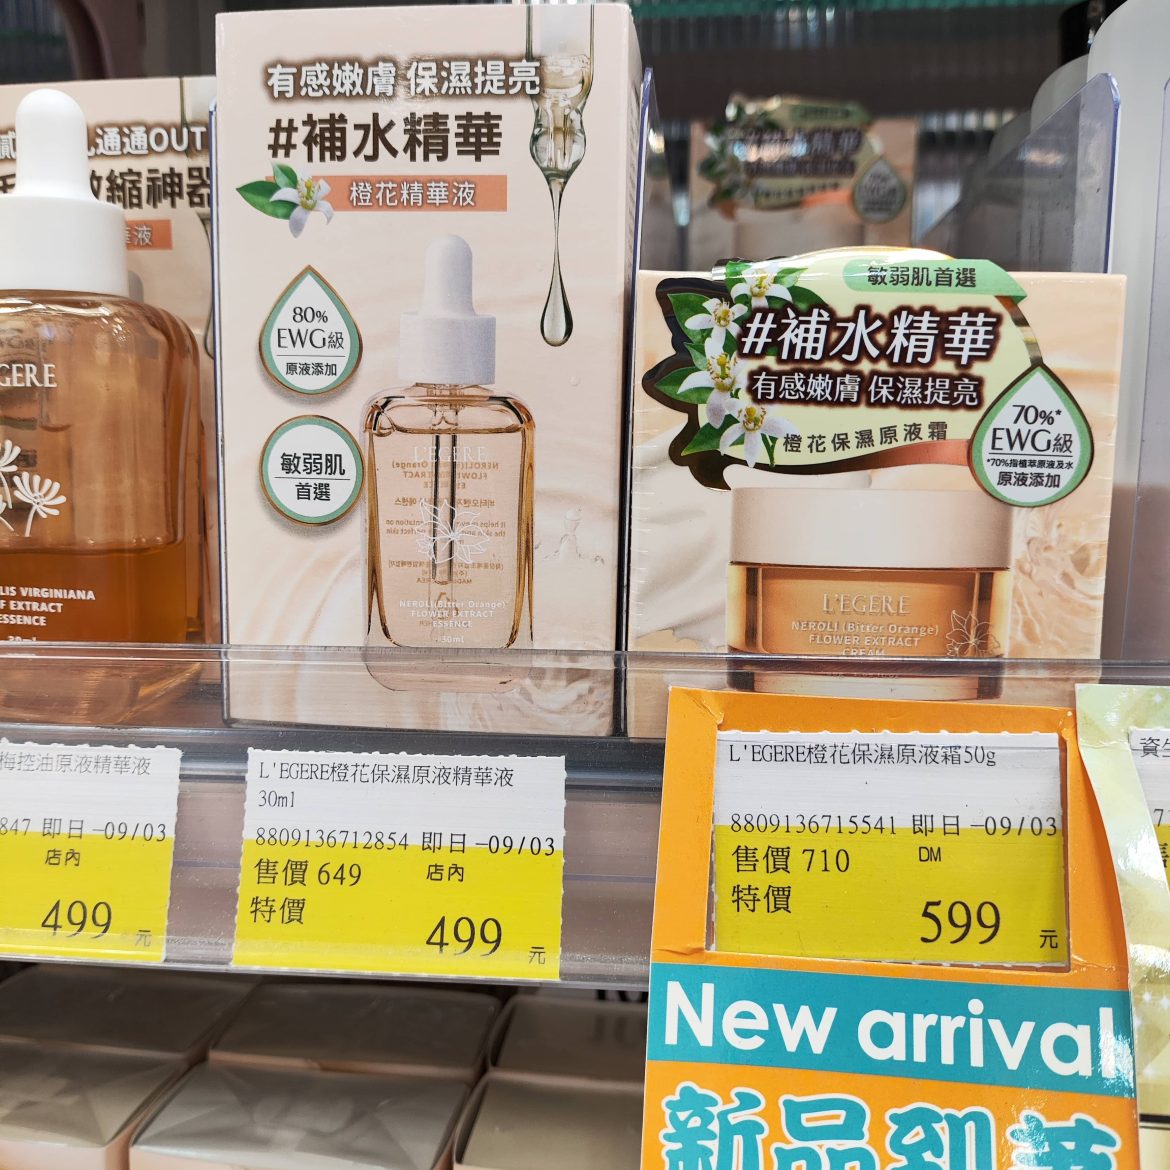 通通OUT
縮神器
液
GERE
VIRGINIANA
EXTRACT
ESSENCE
有感嫩膚 保濕提亮
#補水精華
橙花精華液
80%
EWG級
原液添加
敏弱肌
首選
L'EGERE
NEROLI (Bitter Orange)
FLOWER EXTRACT
ESSENCE
30ml
敏弱肌首選
#補水精華
有感嫩膚 保濕提亮
橙花保濕原液霜
70%*
EWG級
*70%指植萃原液及水
原液添加
L'EGERE
NEROLI (Bitter Orange)
FLOWER EXTRACT
CREAM
梅控油原液精華液
847 即日-09/03
店內
499 元
L'EGERE橙花保濕原液精華液
30ml
8809136712854 即日-09/03
售價 649 店內
特價
499 元
L'EGERE橙花保濕原液霜50g
8809136715541 即日-09/03
售價 710 DM
特價
599 元
New arrival
新品到著